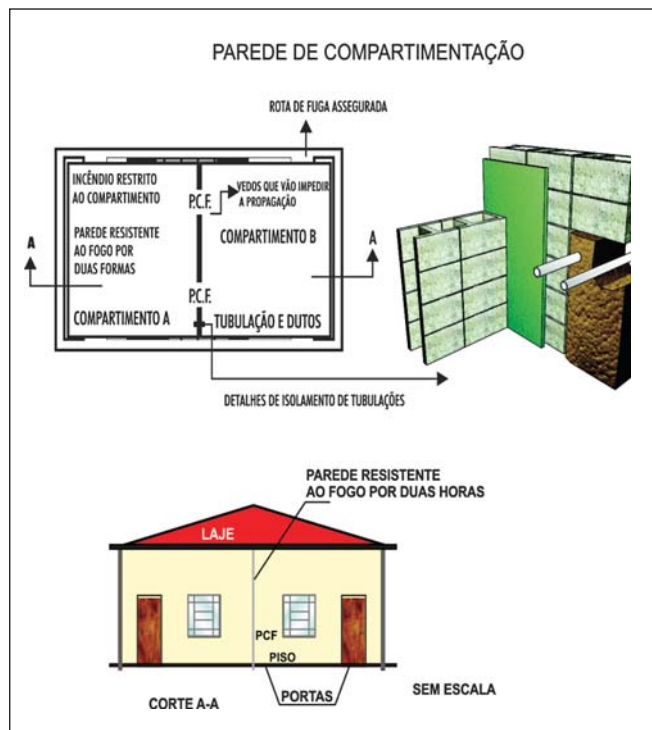 PAREDE DE COMPARTIMENTAÇÃO
ROTA DE FUGA ASSEGURADA
INCÊNDIO RESTRITO
AO COMPARTIMENTO
P.C.F.
VEDOS QUE VÃO IMPEDIR
A PROPAGAÇÃO
A
PAREDE RESISTENTE
AO FOGO POR
DUAS FORMAS
COMPARTIMENTO B
A
P.C.F.
COMPARTIMENTO A
TUBULAÇÃO E DUTOS
DETALHES DE ISOLAMENTO DE TUBULAÇÕES
PAREDE RESISTENTE
AO FOGO POR DUAS HORAS
LAJE
PCF
PISO
CORTE A-A
PORTAS
SEM ESCALA